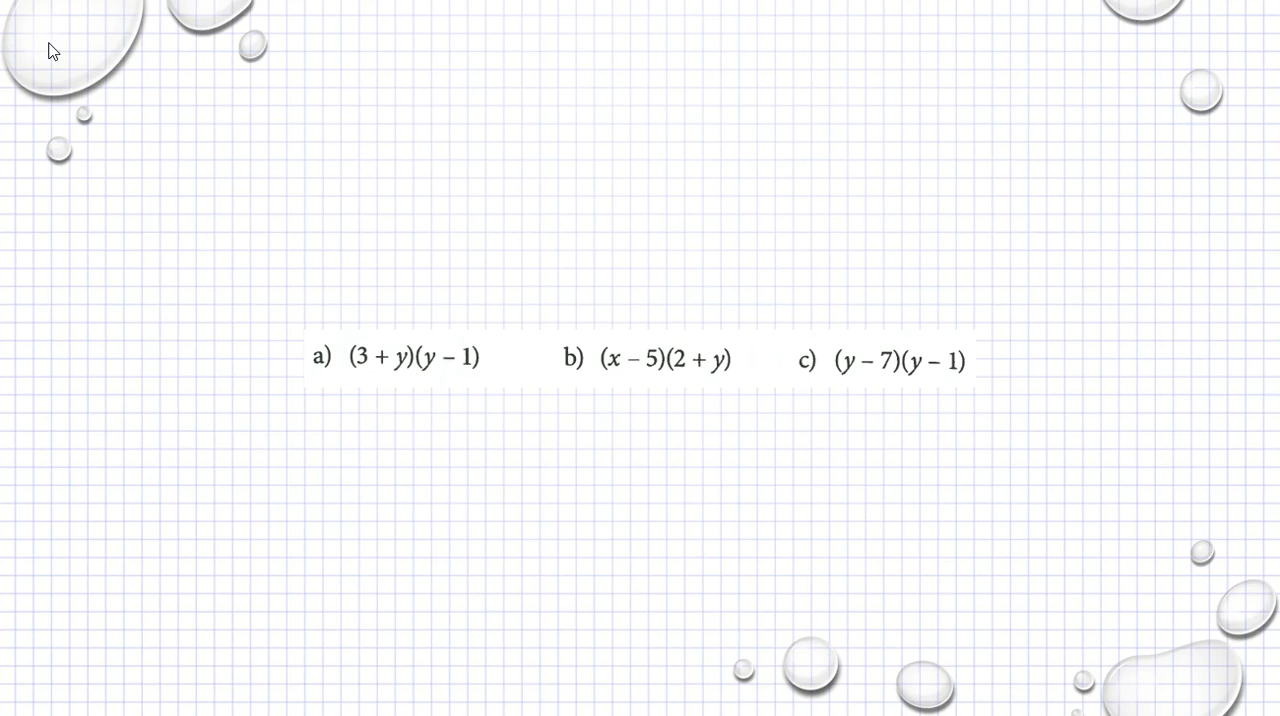 a) (3 + y)(y – 1) b) (x – 5)(2 + y) c) (y – 7)(y – 1)